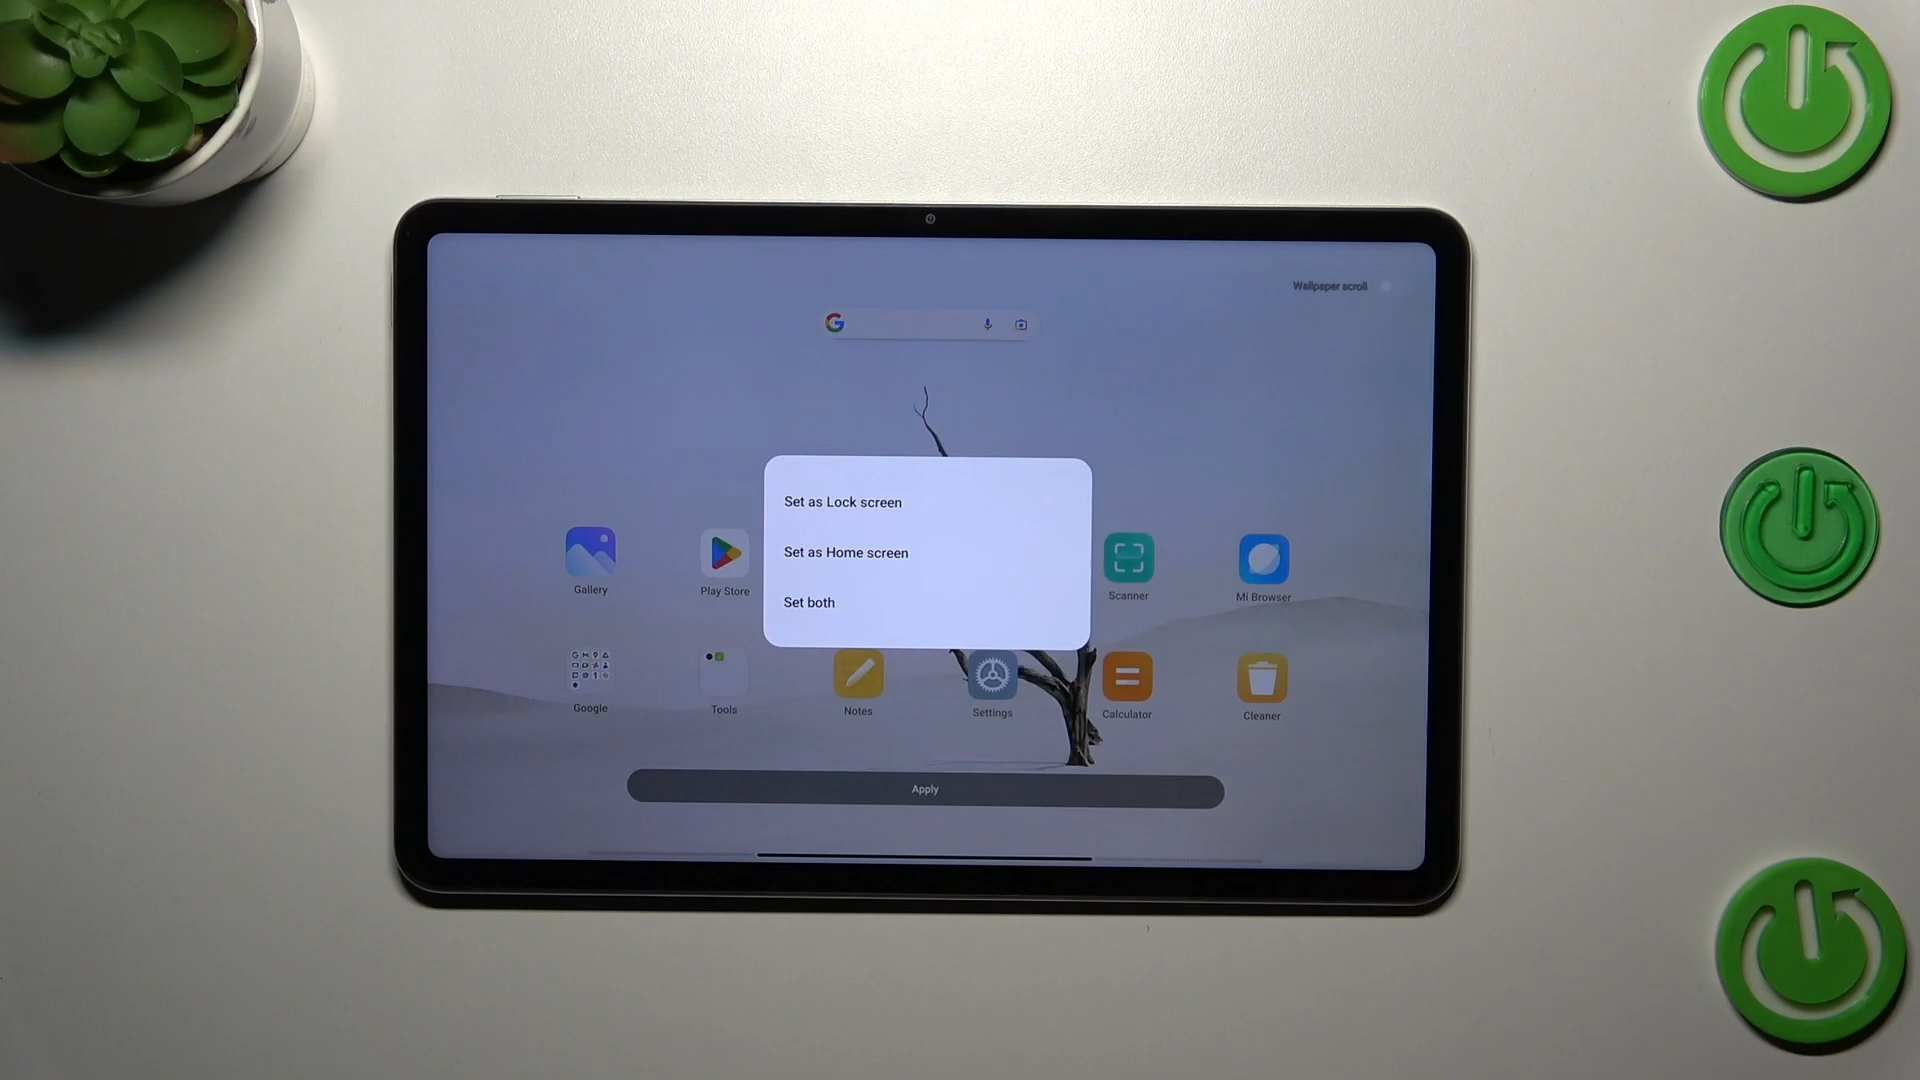 Wallpaper scroll
Set as Lock screen
Set as Home screen
Set both
Gallery
Play Store
Scanner
Mi Browser
Google
Tools
Notes
Settings
Calculator
Cleaner
Apply